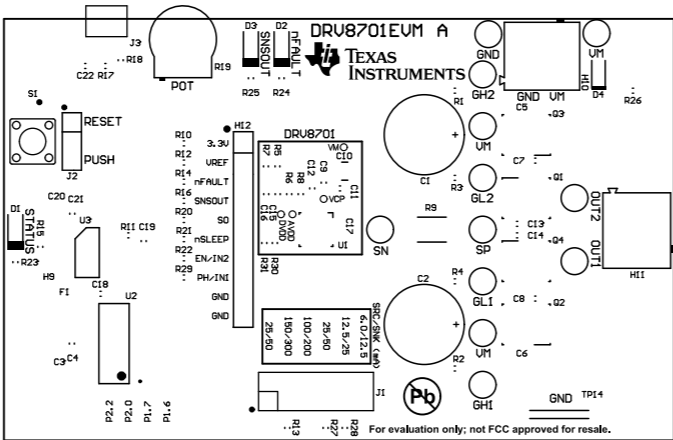 DRV8701EVM A
TEXAS
INSTRUMENTS
J3
R18
C22 R17
POT
R19
D3
SNSOUT
D2
nFAULT
R25 R24
GND
VM
GND VM
H10
D4
R26
S1
RESET
J2
PUSH
GH2
R1
C5
Q3
VM
C1
C7
R3
Q1
GL2
R9
C13
C14
Q4
SP
SN
OUT2
OUT1
H11
R4
GL1
C8
Q2
C2
VM
R2
C6
GH1
GND
TP14
H12
R10
3.3V
R12
VREF
R14
nFAULT
R16
SNSOUT
R20
SO
R21
nSLEEP
R22
EN/IN2
R29
PH/IN1
GND
GND
DRV8701
R7
R5
VM
C10
C12
C9
R6
R8
C11
VCP
C16
C15
DVDD
AVDD
C17
U1
R31
R30
D1
STATUS
R15
R23
C20
C21
U3
R11 C19
H9
F1
C18
U2
C3
C4
P2.2
P2.0
P1.7
P1.6
SRC/SNK (mA)
6.0/12.5
12.5/25
25/50
100/200
150/300
25/50
J1
R13
R27
R28
Pb
For evaluation only; not FCC approved for resale.